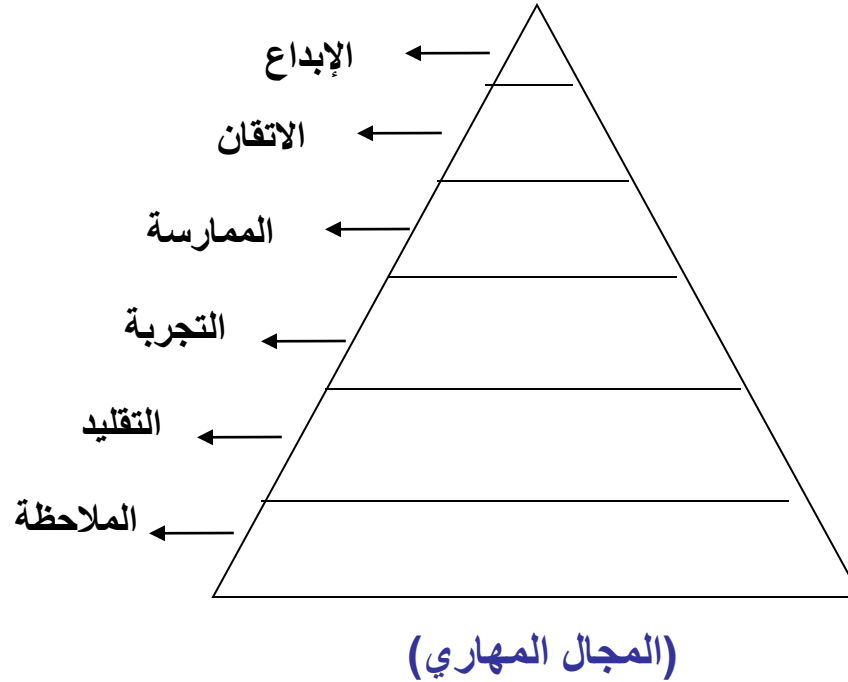 الإبداع
الاتقان
الممارسة
التجربة
التقليد
الملاحظة
(المجال المهاري)